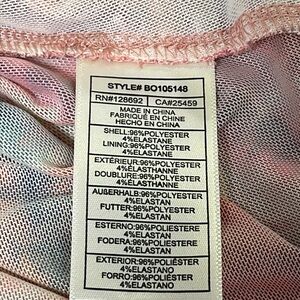 STYLE# BO105148
RN#128692 CA#25459
MADE IN CHINA
FABRIQUÉ EN CHINE
HECHO EN CHINA
SHELL:96%POLYESTER
4%ELASTANE
LINING:96%POLYESTER
4%ELASTANE
EXTÉRIEUR:96%POLYESTER
4%ÉLASTHANNE
DOUBLURE:96%POLYESTER
4%ÉLASTHANNE
AUßERHALB:96%POLYESTER
4%ELASTAN
FUTTER:96%POLYESTER
4%ELASTAN
ESTERNO:96%POLIESTERE
4%ELASTAN
FODERA:96%POLIESTERE
4%ELASTAN
EXTERIOR:96%POLIÉSTER
4%ELASTANO
FORRO:96%POLIÉSTER
4%ELASTANO